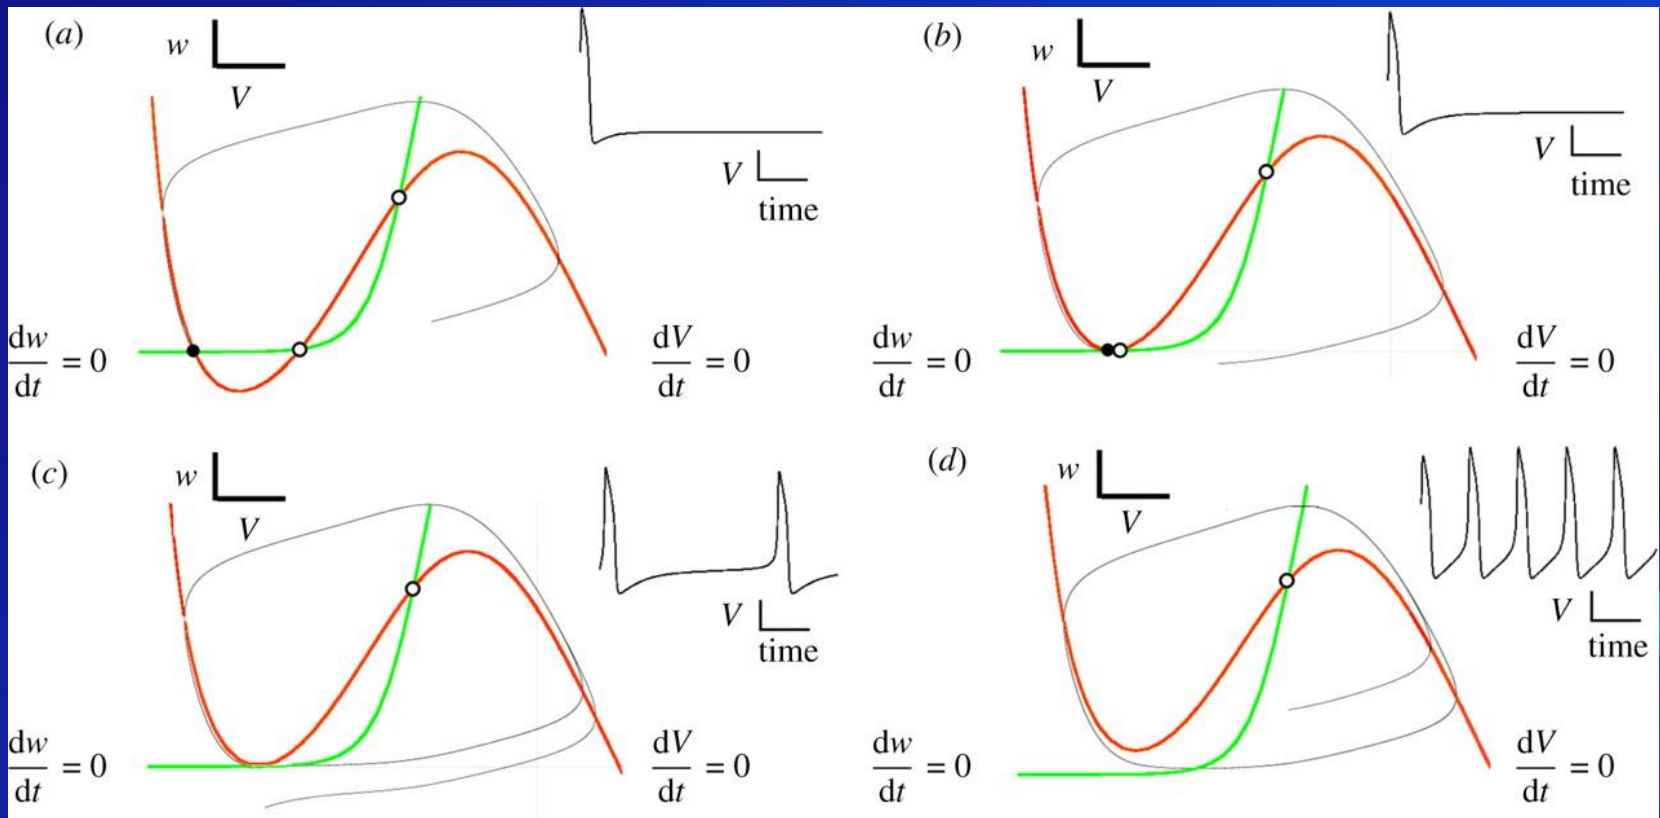 (a)
w
V
V
time
dw/dt = 0
dV/dt = 0
(b)
w
V
V
time
dw/dt = 0
dV/dt = 0
(c)
w
V
V
time
dw/dt = 0
dV/dt = 0
(d)
w
V
V
time
dw/dt = 0
dV/dt = 0